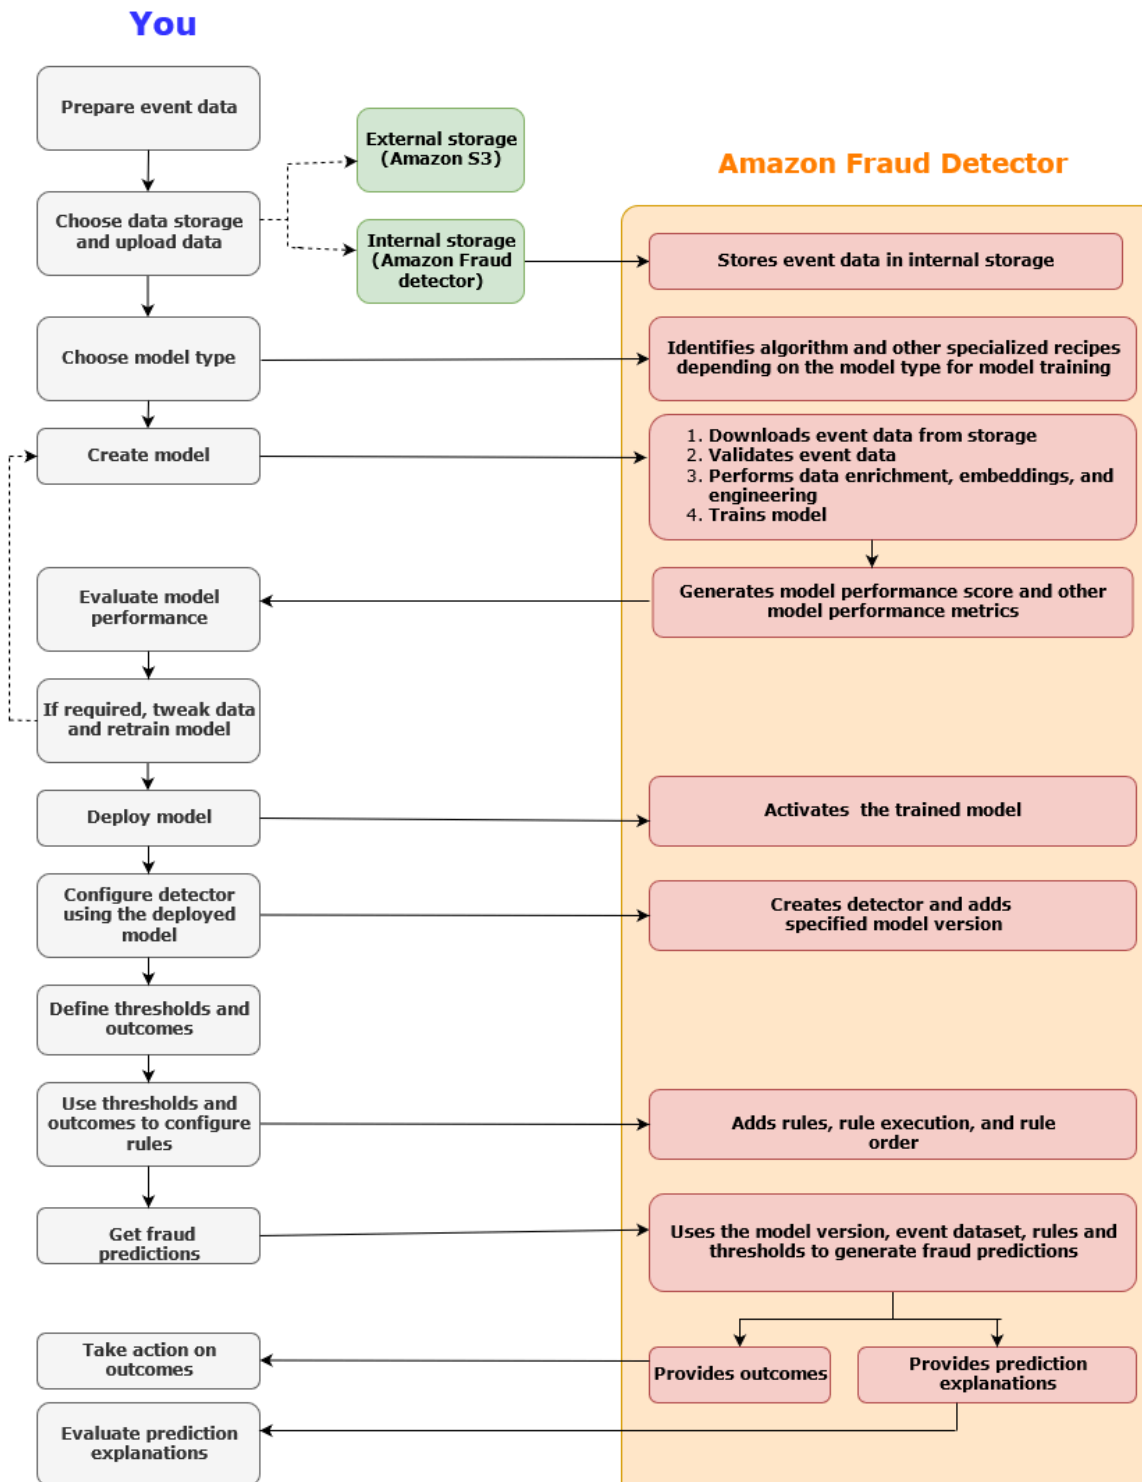 You
Prepare event data
External storage
(Amazon S3)
Amazon Fraud Detector
Choose data storage
and upload data
Internal storage
(Amazon Fraud
detector)
Stores event data in internal storage
Choose model type
Identifies algorithm and other specialized recipes
depending on the model type for model training
Create model
1. Downloads event data from storage
2. Validates event data
3. Performs data enrichment, embeddings, and
engineering
4. Trains model
Evaluate model
performance
Generates model performance score and other
model performance metrics
If required, tweak data
and retrain model
Deploy model
Activates the trained model
Configure detector
using the deployed
model
Creates detector and adds
specified model version
Define thresholds and
outcomes
Use thresholds and
outcomes to configure
rules
Adds rules, rule execution, and rule
order
Get fraud
predictions
Uses the model version, event dataset, rules and
thresholds to generate fraud predictions
Take action on
outcomes
Provides outcomes
Provides prediction
explanations
Evaluate prediction
explanations